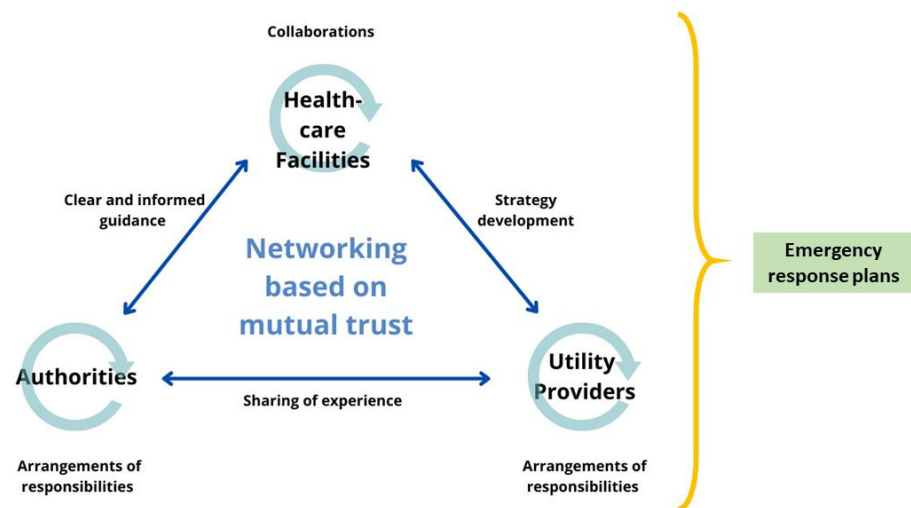 Collaborations
Health-
care
Facilities
Clear and informed
guidance
Strategy
development
Networking
based on
mutual trust
Emergency
response plans
Authorities
Utility
Providers
Sharing of experience
Arrangements of
responsibilities
Arrangements of
responsibilities